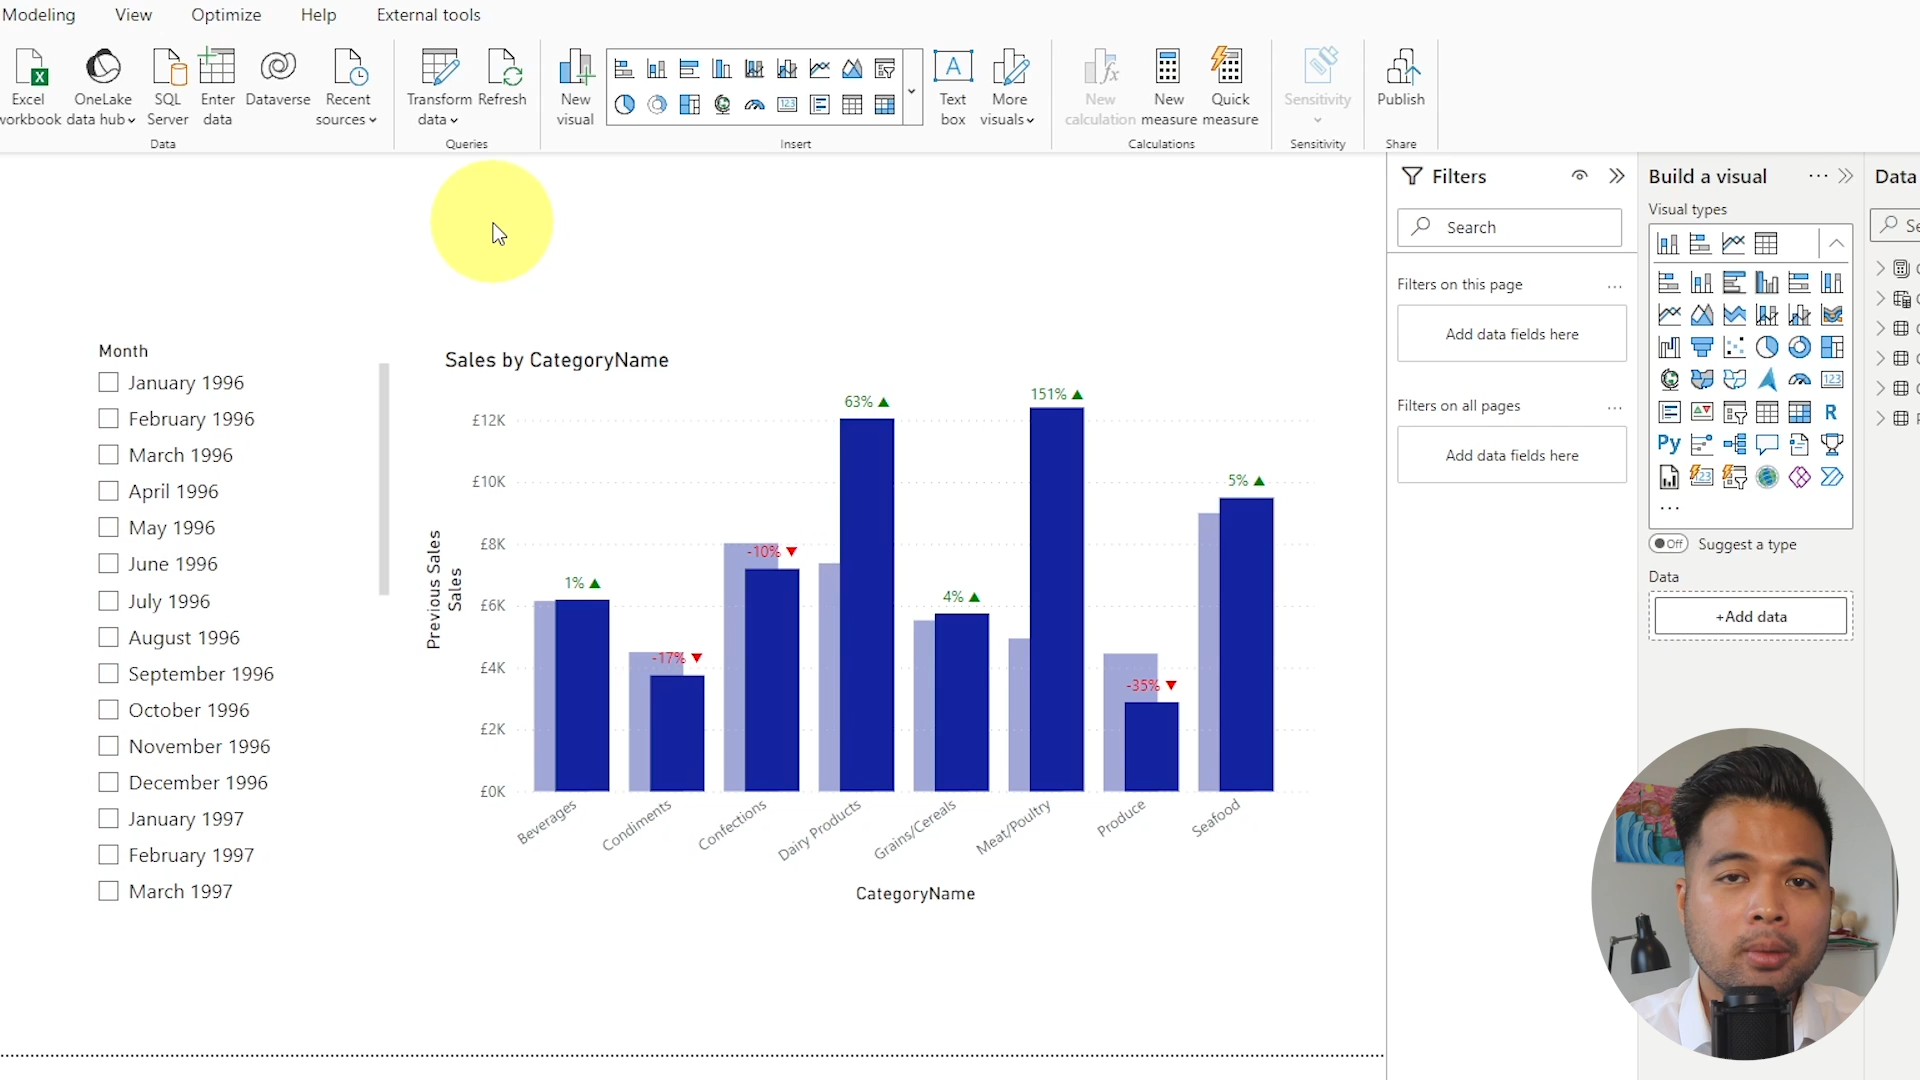 Modeling View Optimize Help External tools
Excel workbook
OneLake data hub
SQL Server
Enter data
Dataverse
Recent sources
Data
Transform data
Refresh
Queries
New visual
123
Text box
More visuals
Insert
New calculation
New measure
Quick measure
Calculations
Sensitivity
Sensitivity
Publish
Share
Month
January 1996
February 1996
March 1996
April 1996
May 1996
June 1996
July 1996
August 1996
September 1996
October 1996
November 1996
December 1996
January 1997
February 1997
March 1997
Sales by CategoryName
Previous Sales
Sales
£12K
£10K
£8K
£6K
£4K
£2K
£0K
1% ▲
-17% ▼
-10% ▼
63% ▲
4% ▲
151% ▲
-35% ▼
5% ▲
Beverages
Condiments
Confections
Dairy Products
Grains/Cereals
Meat/Poultry
Produce
Seafood
CategoryName
Filters
Search
Filters on this page ...
Add data fields here
Filters on all pages ...
Add data fields here
Build a visual ...
Visual types
123
R
Py
123
...
Off Suggest a type
Data
+Add data
Data